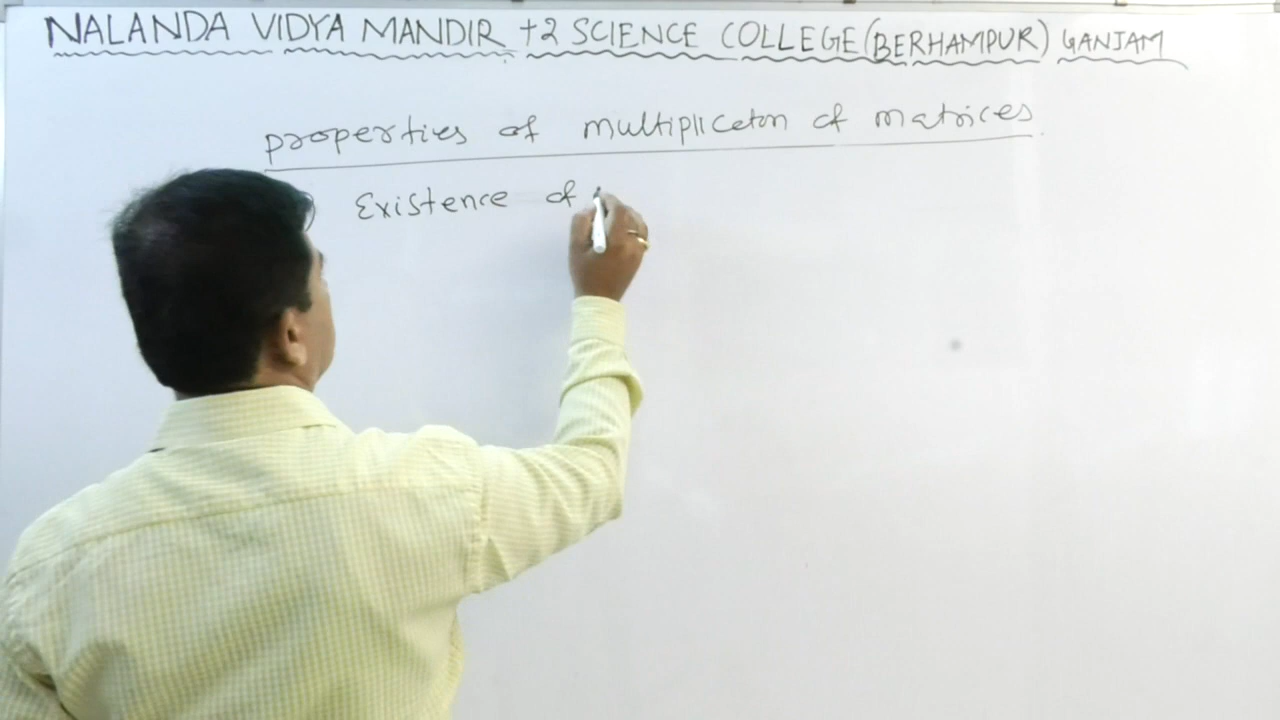 NALANDA VIDYA MANDIR +2 SCIENCE COLLEGE (BERHAMPUR) GANJAM
properties of multipliceton of matrices
Existence of